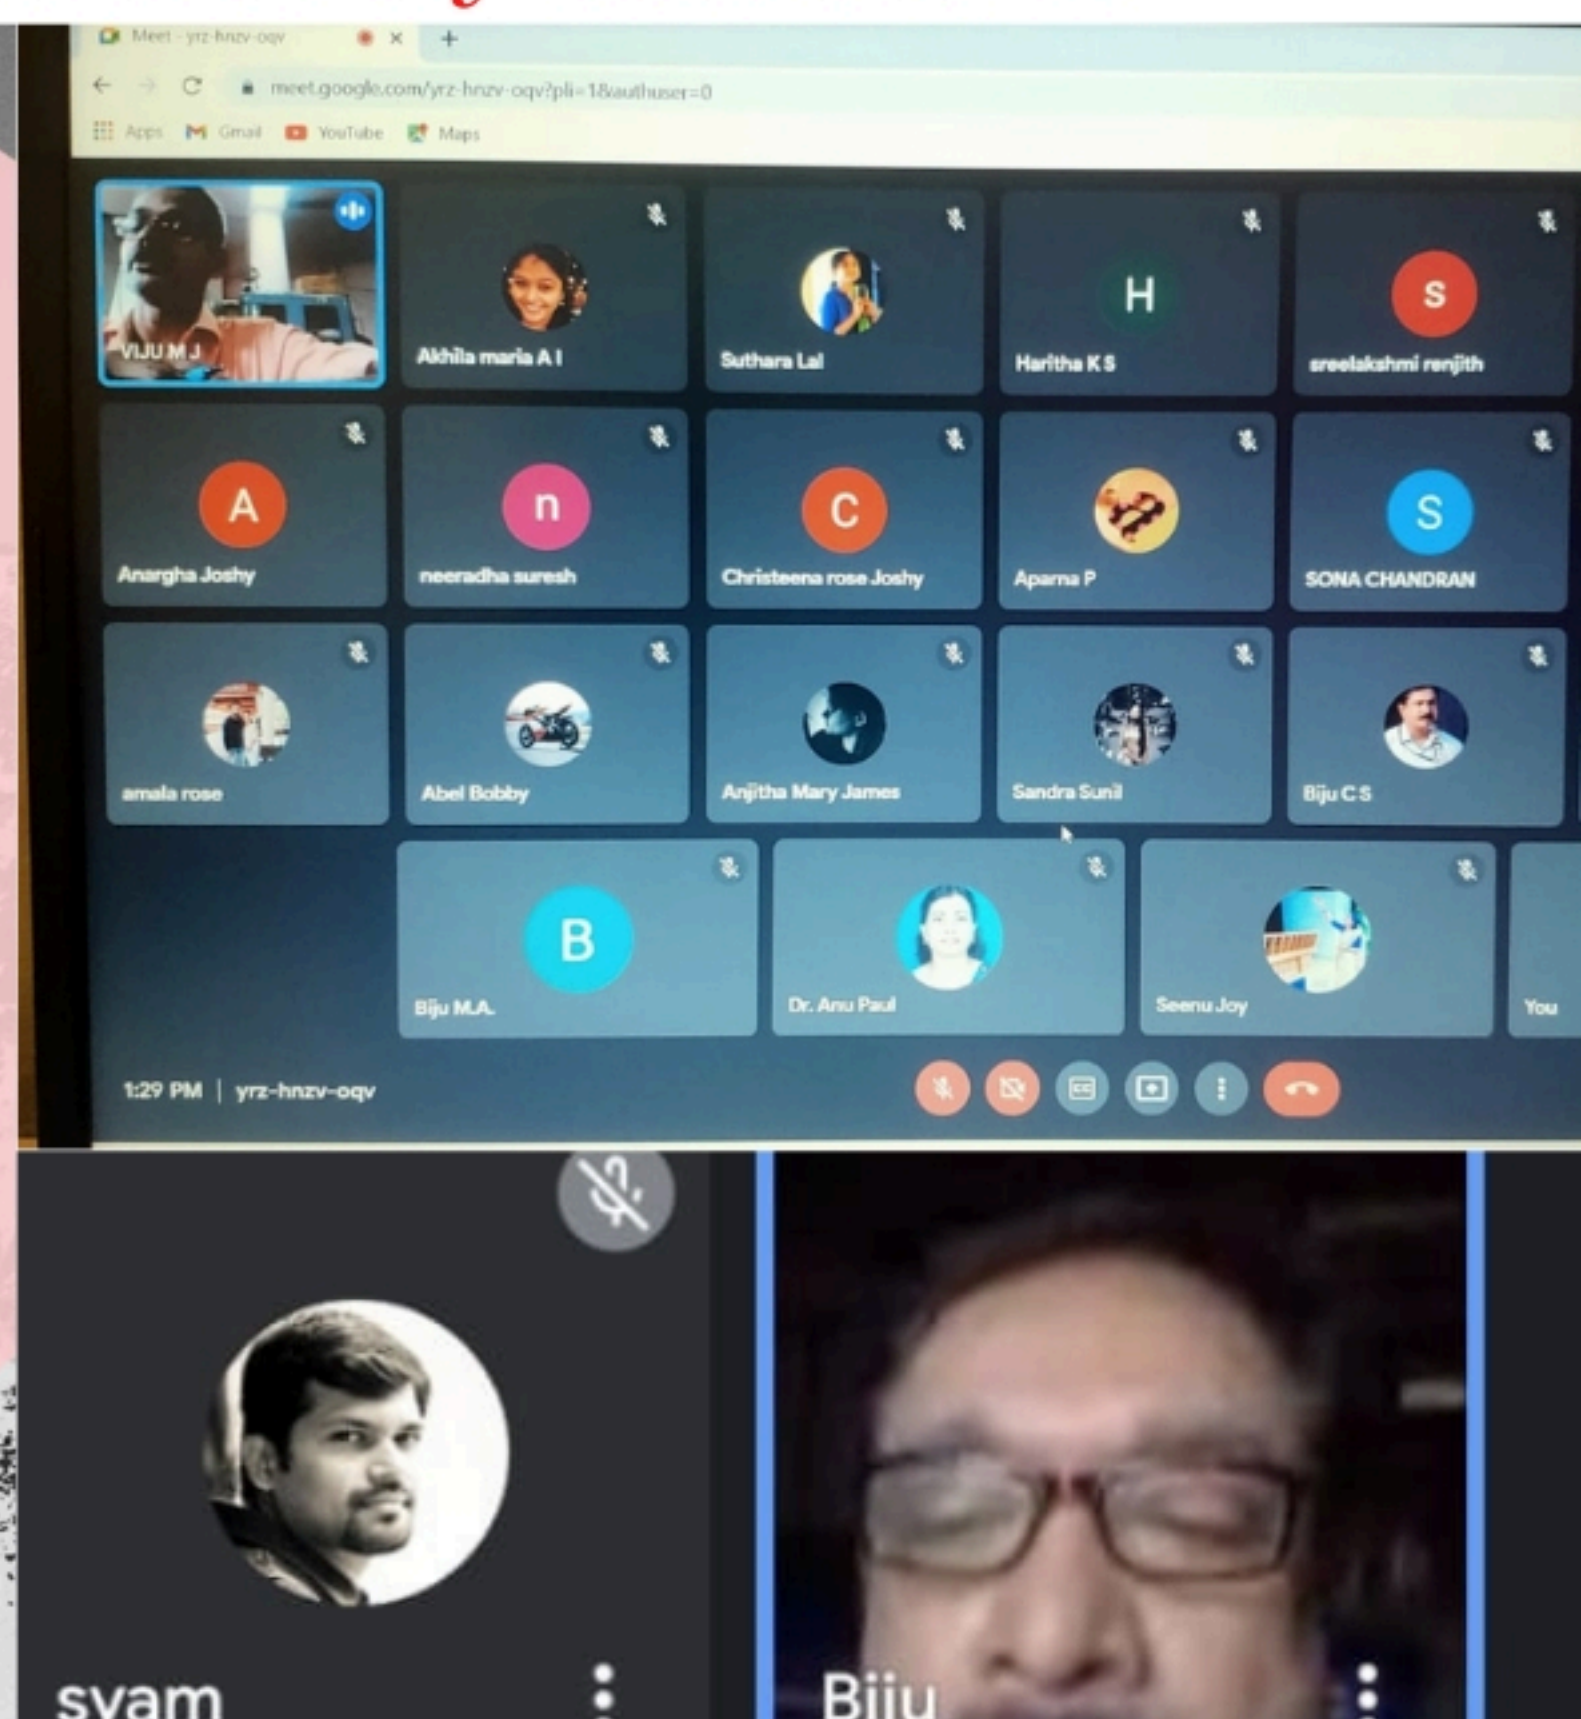 Meet - yrz-hnzv-oqv
meet.google.com/yrz-hnzv-oqv?pli=1&authuser=0
Apps Gmail YouTube Maps
VIJU M J
Akhila maria A I
Suthara Lal
H
Haritha K S
s
sreelakshmi renjith
A
Anargha Joshy
n
neeradha suresh
C
Christeena rose Joshy
Aparna P
S
SONA CHANDRAN
amala rose
Abel Bobby
Anjitha Mary James
Sandra Sunil
Biju C S
B
Biju M.A.
Dr. Anu Paul
Seenu Joy
You
1:29 PM | yrz-hnzv-oqv
CC
syam
Biju